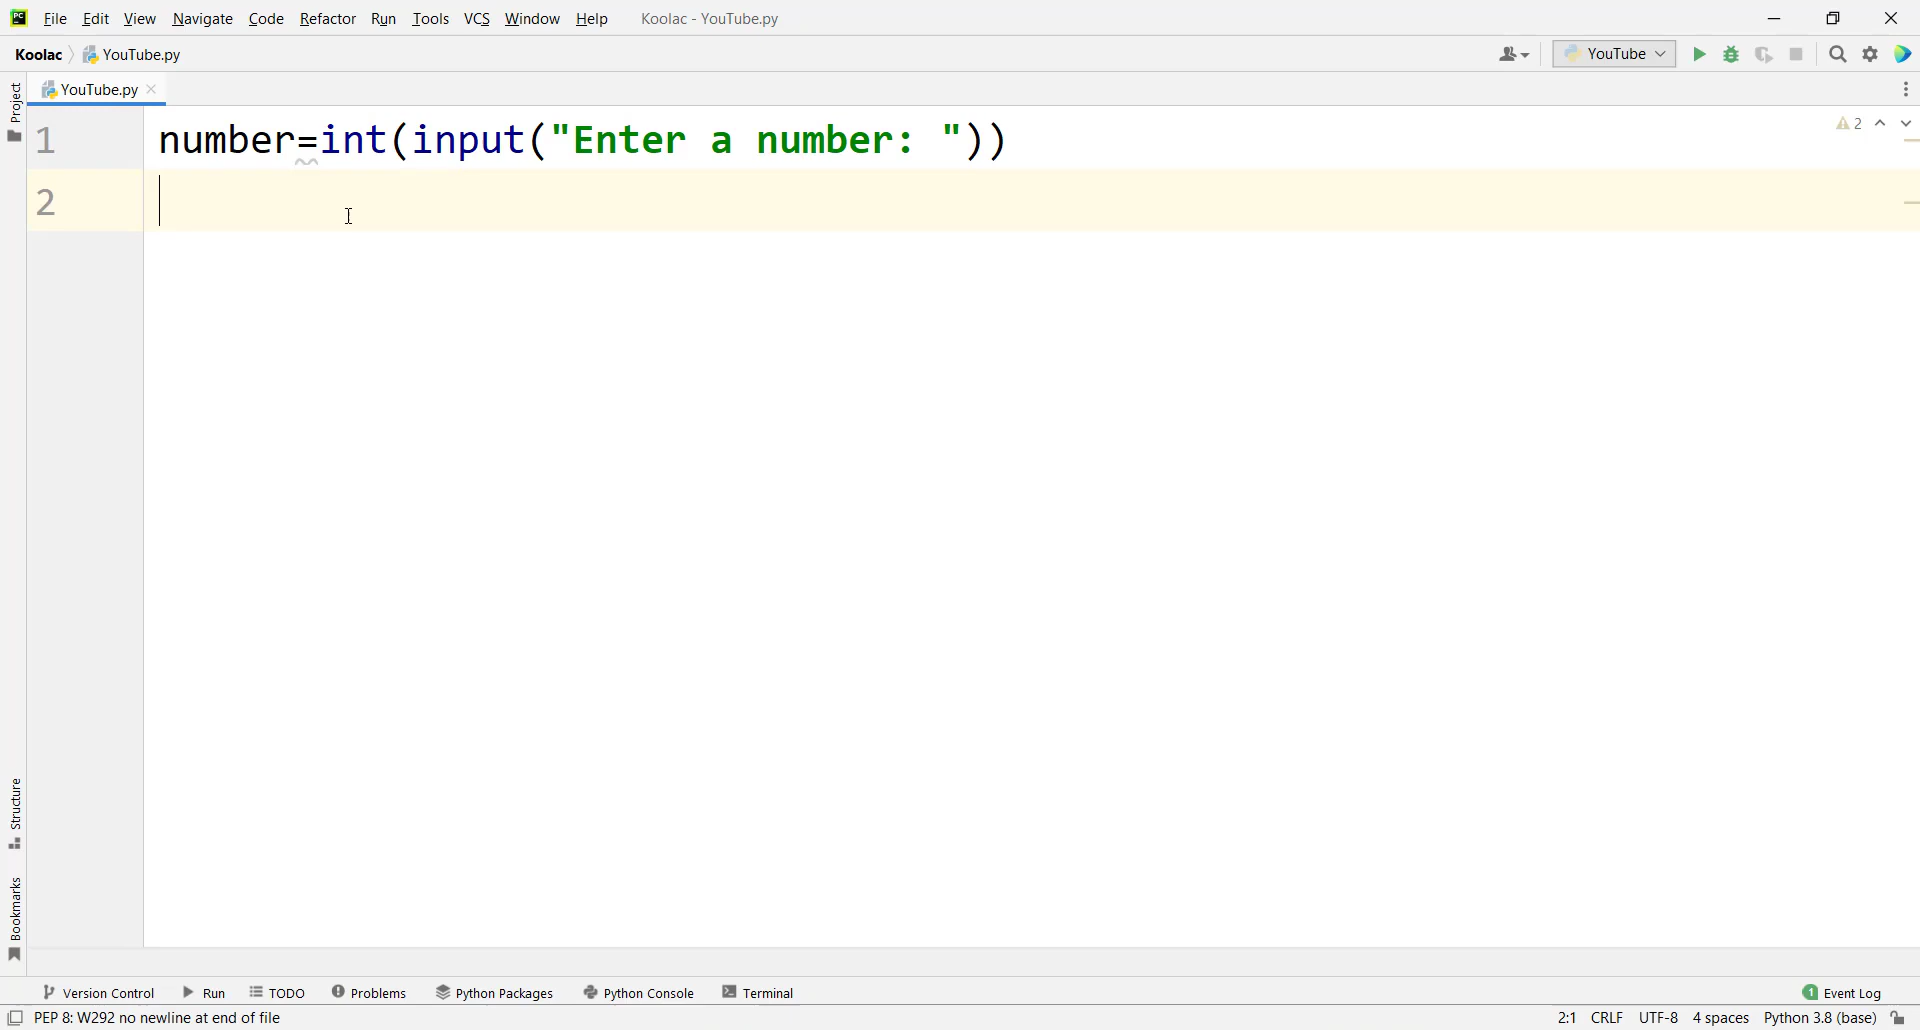 PC File Edit View Navigate Code Refactor Run Tools VCS Window Help Koolac - YouTube.py
Koolac YouTube.py YouTube
Project
YouTube.py
1 number=int(input("Enter a number: "))
2
2
Structure
Bookmarks
Version Control Run TODO Problems Python Packages Python Console Terminal 1 Event Log
PEP 8: W292 no newline at end of file 2:1 CRLF UTF-8 4 spaces Python 3.8 (base)